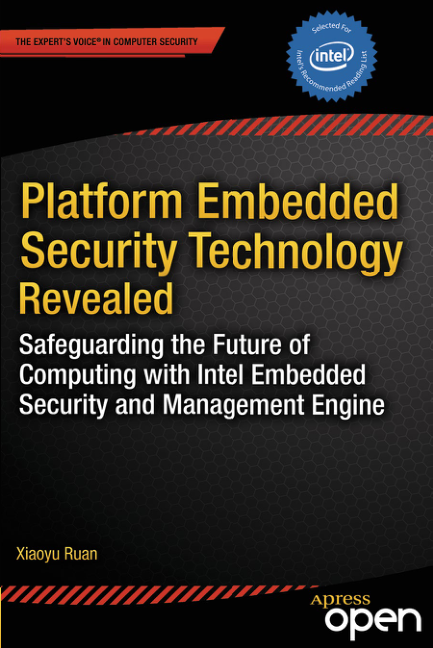 THE EXPERT'S VOICE® IN COMPUTER SECURITY
Selected For
intel®
Intel's Recommended Reading List
Platform Embedded
Security Technology
Revealed
Safeguarding the Future of
Computing with Intel Embedded
Security and Management Engine
Xiaoyu Ruan
Apress
open